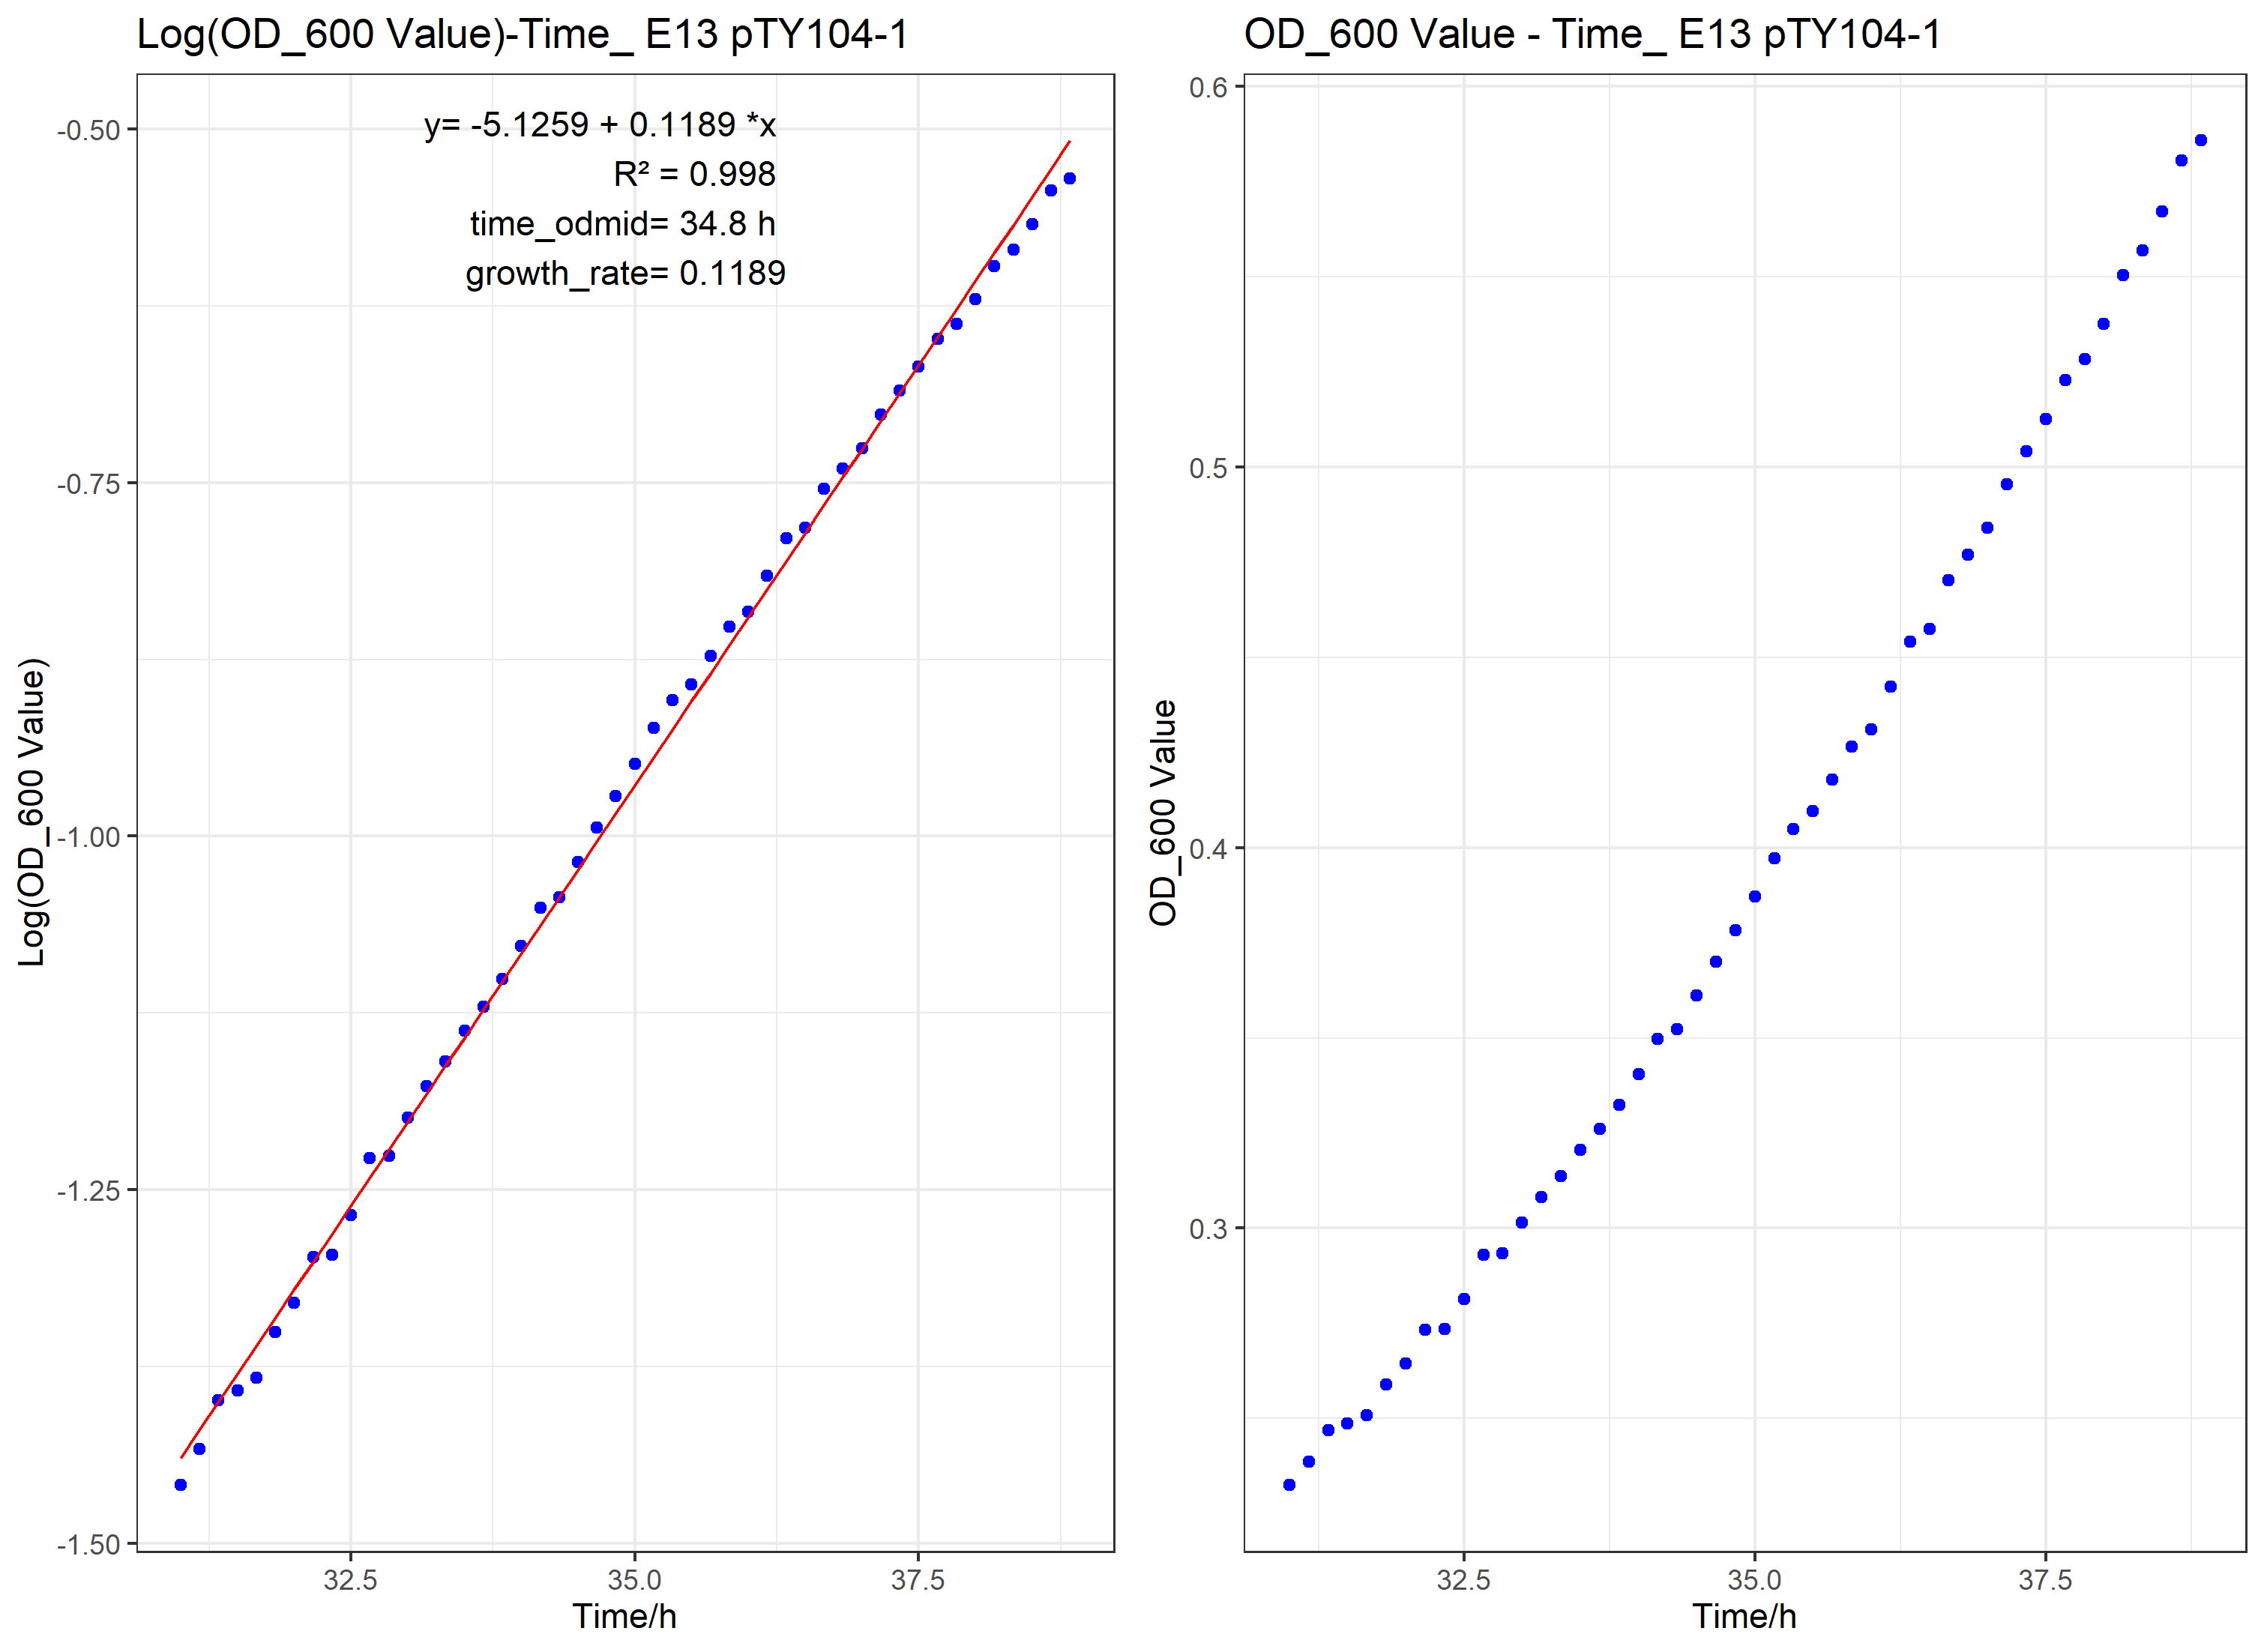 Log(OD_600 Value)-Time_ E13 pTY104-1
y= -5.1259 + 0.1189 *x
R² = 0.998
time_odmid= 34.8 h
growth_rate= 0.1189
Log(OD_600 Value)
-0.50
-0.75
-1.00
-1.25
-1.50
32.5 35.0 37.5
Time/h
OD_600 Value - Time_ E13 pTY104-1
OD_600 Value
0.6
0.5
0.4
0.3
32.5 35.0 37.5
Time/h